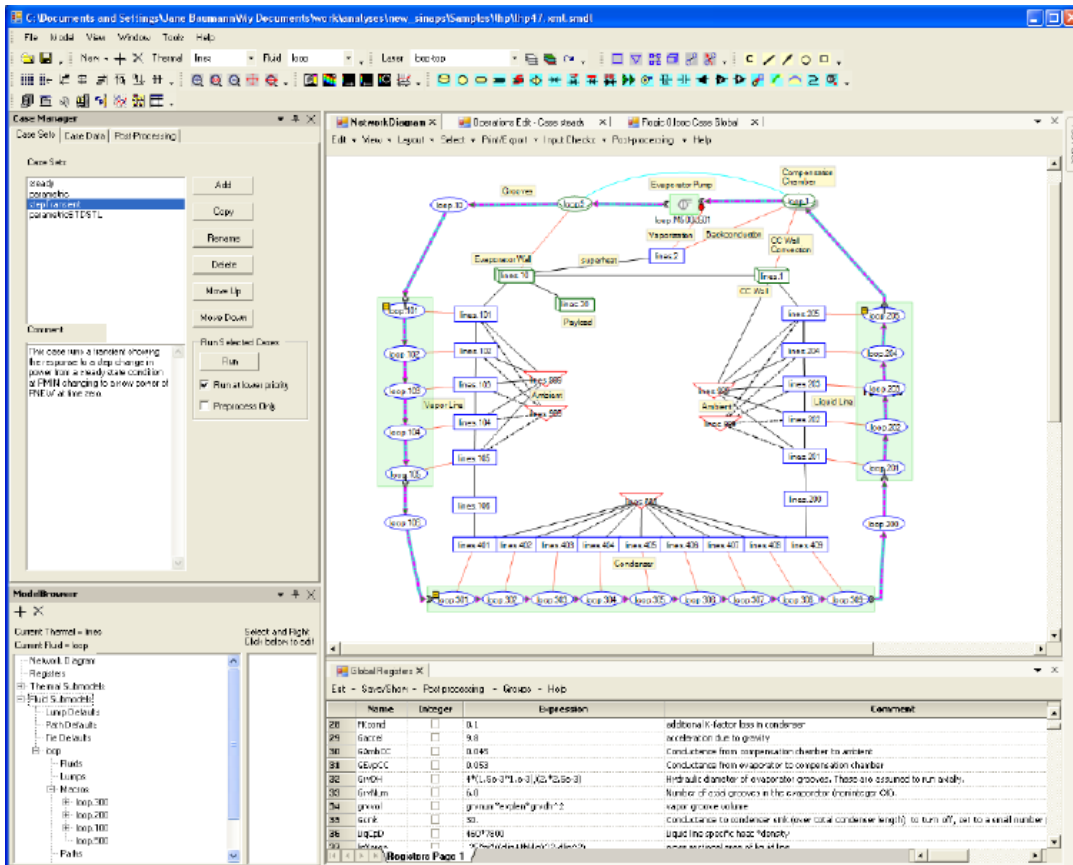 C:\Documents and Settings\Jane Baumann\My Documents\work\analyses\new_sinaps\Samples\lhp\lhp47.xml.smdl
File Model View Window Tools Help
New Thermal lines Fluid loop Layer
Case Manager
Case Sets Case Data Post Processing
Case Sets
steady
parametric
stepTransient
Add
Copy
Rename
Delete
Move Up
Move Down
Comment
This case runs a transient showing
the response to a step change in
power from a steady state condition
at PMIN changing to a new power of
PNEW at time zero
Run Selected Cases
Run
Run at lower priority
Preprocess Only
Model Browser
Current Thermal = lines
Current Fluid = loop
Select and Right
Click below to edit
Network Diagram
Registers
Thermal Submodels
Fluid Submodels
Lump Defaults
Path Defaults
Tie Defaults
loop
Fluids
Lumps
Macros
loop.300
loop.200
loop.100
loop.500
Paths
Network Diagram Operations Edit - Case steady Case Global
Edit View Layout Select Print/Export Input Checks Post-processing Help
Compensation
Chamber
Grooves
Evaporator Pump
loop.10
loop.1
Vaporization
Backconduction
CC Wall
Convection
Evaporator Wall
superheat
lines.2
lines.10
lines.1
CC Wall
Payload
loop.101
lines.101
lines.205
loop.205
loop.102
lines.102
lines.204
loop.204
loop.103
lines.103
lines.203
loop.203
Vapor Line
Ambient
Ambient
Liquid Line
loop.104
lines.104
lines.202
loop.202
loop.105
lines.105
lines.201
loop.201
loop.106
lines.106
lines.200
loop.200
lines.401 lines.402 lines.403 lines.404 lines.405 lines.406 lines.407 lines.408 lines.409
Condenser
loop.301 loop.302 loop.303 loop.304 loop.305 loop.306 loop.307 loop.308 loop.309
Global Registers
Edit Save/Share Post processing Groups Help
Name Integer Expression Comment
28 FKcond 0.1 additional K-factor loss in condenser
29 Gaccel 9.8 acceleration due to gravity
30 GAmbCC 0.045 Conductance from compensation chamber to ambient
31 GEvpCC 0.053 Conductance from evaporator to compensation chamber
32 GrvDH Hydraulic diameter of evaporator grooves. These are assumed to run axially.
33 GrvNum 6.0 Number of axial grooves in the evaporator (noninteger OK).
34 grvvol vapor groove volume
35 30. Conductance to condenser sink (over total condenser length) to turn off, set to a small number
36 LiqCpD 460*7800 Liquid line specific heat *density
Registers Page 1